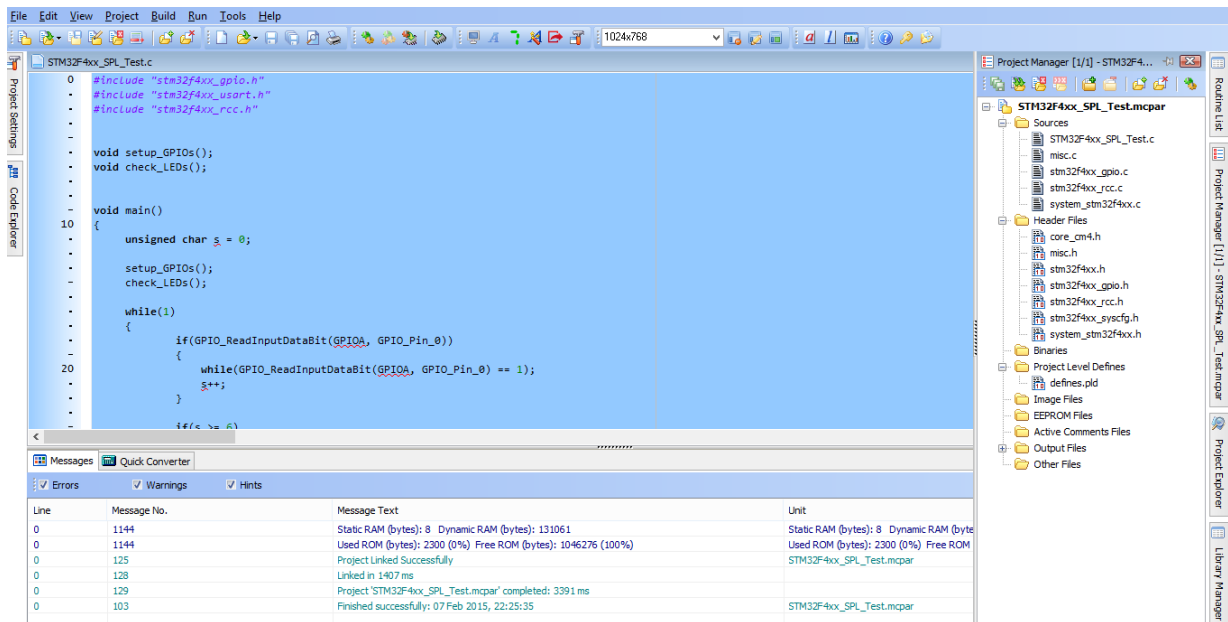 File Edit View Project Build Run Tools Help
1024x768
STM32F4xx_SPL_Test.c
Project Manager [1/1] - STM32F4...
Project Settings
Code Explorer
0 #include "stm32f4xx_gpio.h"
#include "stm32f4xx_usart.h"
#include "stm32f4xx_rcc.h"
void setup_GPIOs();
void check_LEDs();
void main()
10 {
unsigned char s = 0;
setup_GPIOs();
check_LEDs();
while(1)
{
if(GPIO_ReadInputDataBit(GPIOA, GPIO_Pin_0))
{
20 while(GPIO_ReadInputDataBit(GPIOA, GPIO_Pin_0) == 1);
s++;
}
if(s >= 6)
STM32F4xx_SPL_Test.mcpar
Sources
STM32F4xx_SPL_Test.c
misc.c
stm32f4xx_gpio.c
stm32f4xx_rcc.c
system_stm32f4xx.c
Header Files
core_cm4.h
misc.h
stm32f4xx.h
stm32f4xx_gpio.h
stm32f4xx_rcc.h
stm32f4xx_syscfg.h
system_stm32f4xx.h
Binaries
Project Level Defines
defines.pld
Image Files
EEPROM Files
Active Comments Files
Output Files
Other Files
Routine List
Project Manager [1/1] - STM32F4xx_SPL_Test.mcpar
Project Explorer
Library Manager
Messages Quick Converter
Errors Warnings Hints
Line Message No. Message Text Unit
0 1144 Static RAM (bytes): 8 Dynamic RAM (bytes): 131061 Static RAM (bytes): 8 Dynamic RAM (byte
0 1144 Used ROM (bytes): 2300 (0%) Free ROM (bytes): 1046276 (100%) Used ROM (bytes): 2300 (0%) Free ROM
0 125 Project Linked Successfully STM32F4xx_SPL_Test.mcpar
0 128 Linked in 1407 ms
0 129 Project 'STM32F4xx_SPL_Test.mcpar' completed: 3391 ms
0 103 Finished successfully: 07 Feb 2015, 22:25:35 STM32F4xx_SPL_Test.mcpar